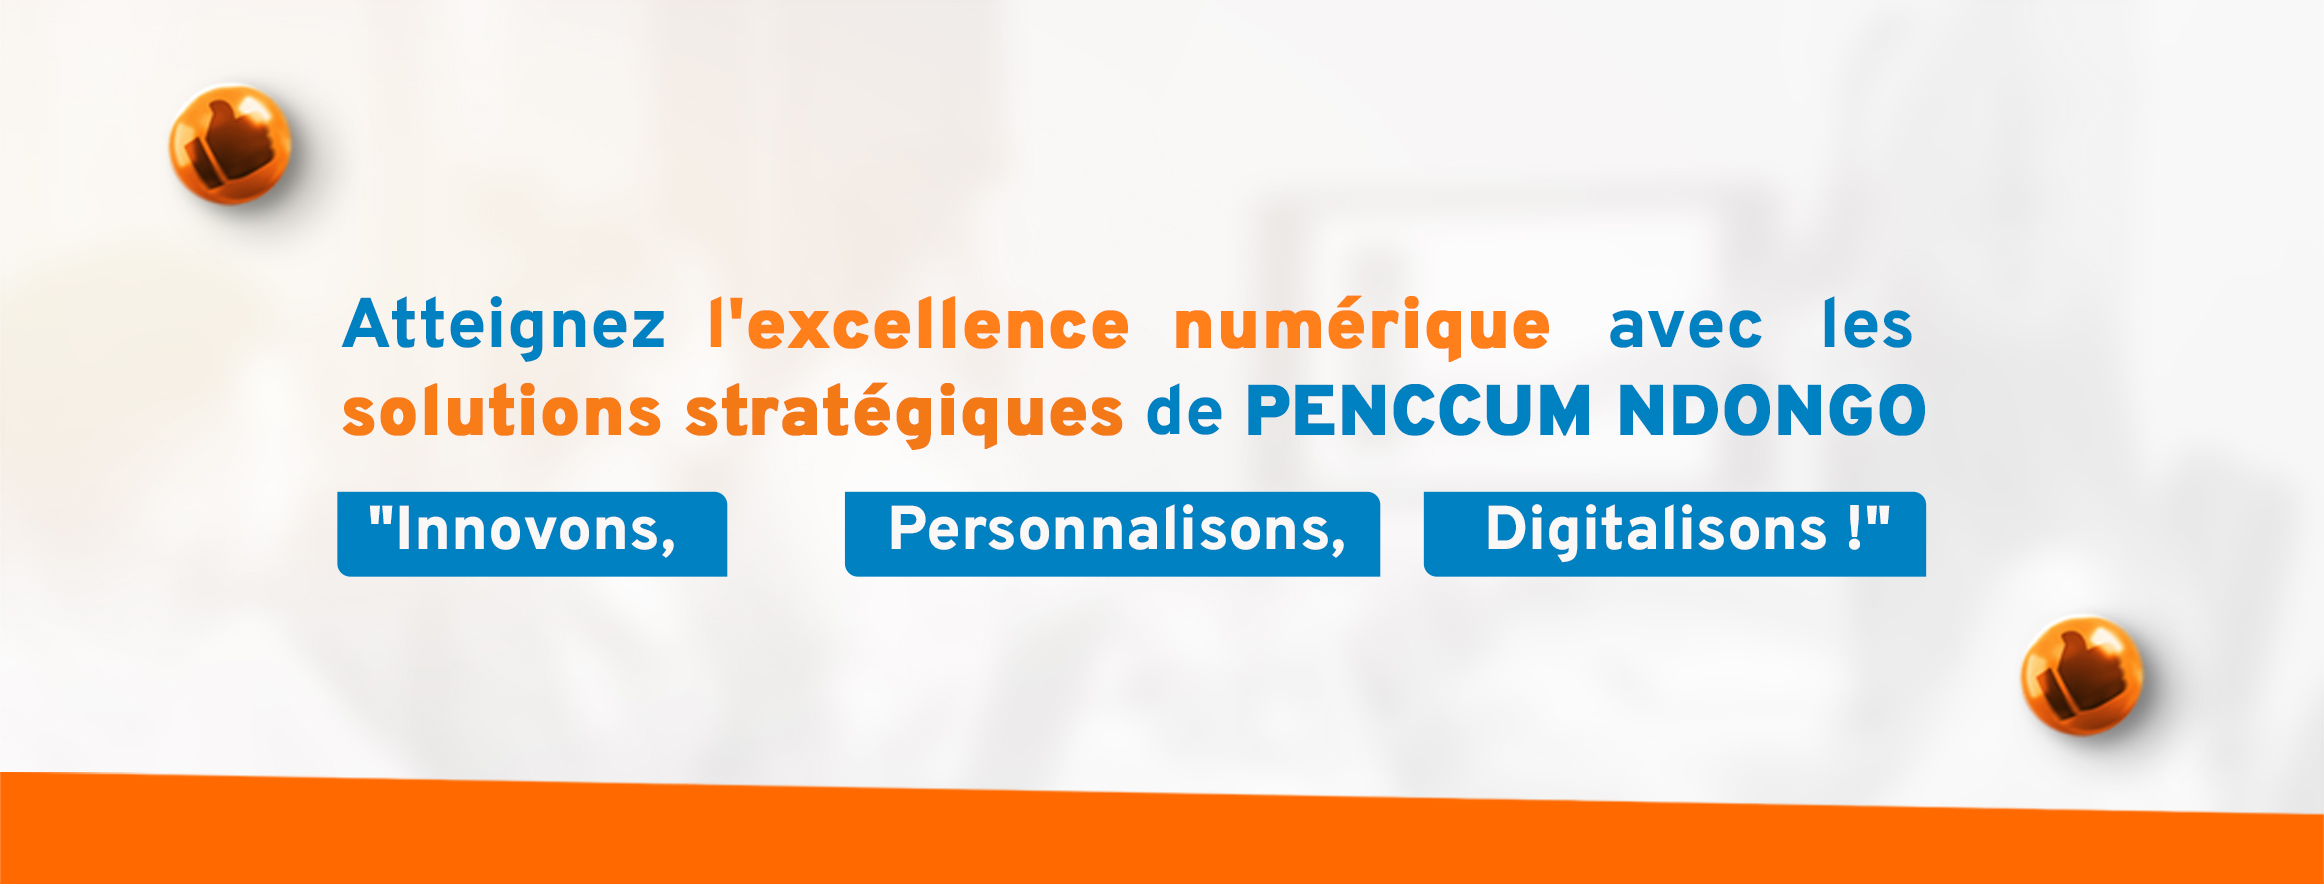 Atteignez l'excellence numérique avec les
solutions stratégiques de PENCCUM NDONGO
"Innovons, Personnalisons, Digitalisons !"